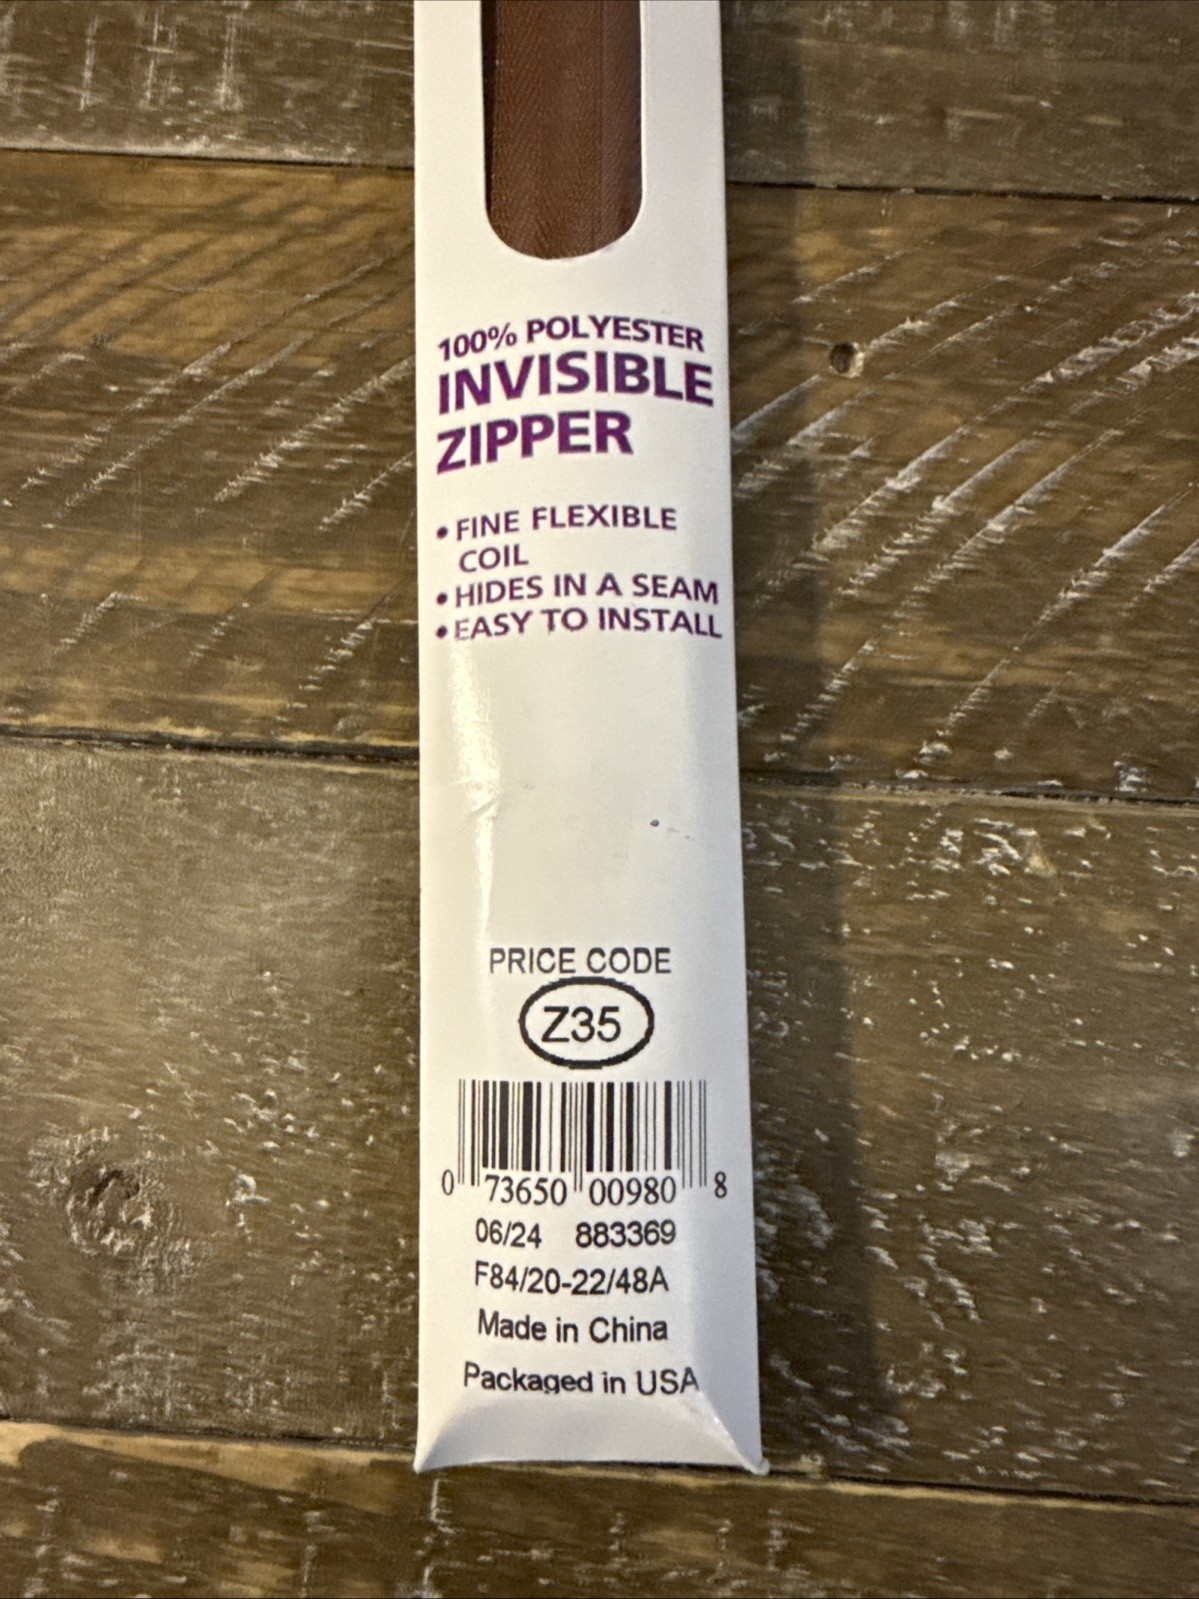 100% POLYESTER
INVISIBLE
ZIPPER
• FINE FLEXIBLE
COIL
• HIDES IN A SEAM
• EASY TO INSTALL
PRICE CODE
Z35
0 73650 00980 8
06/24 883369
F84/20-22/48A
Made in China
Packaged in USA